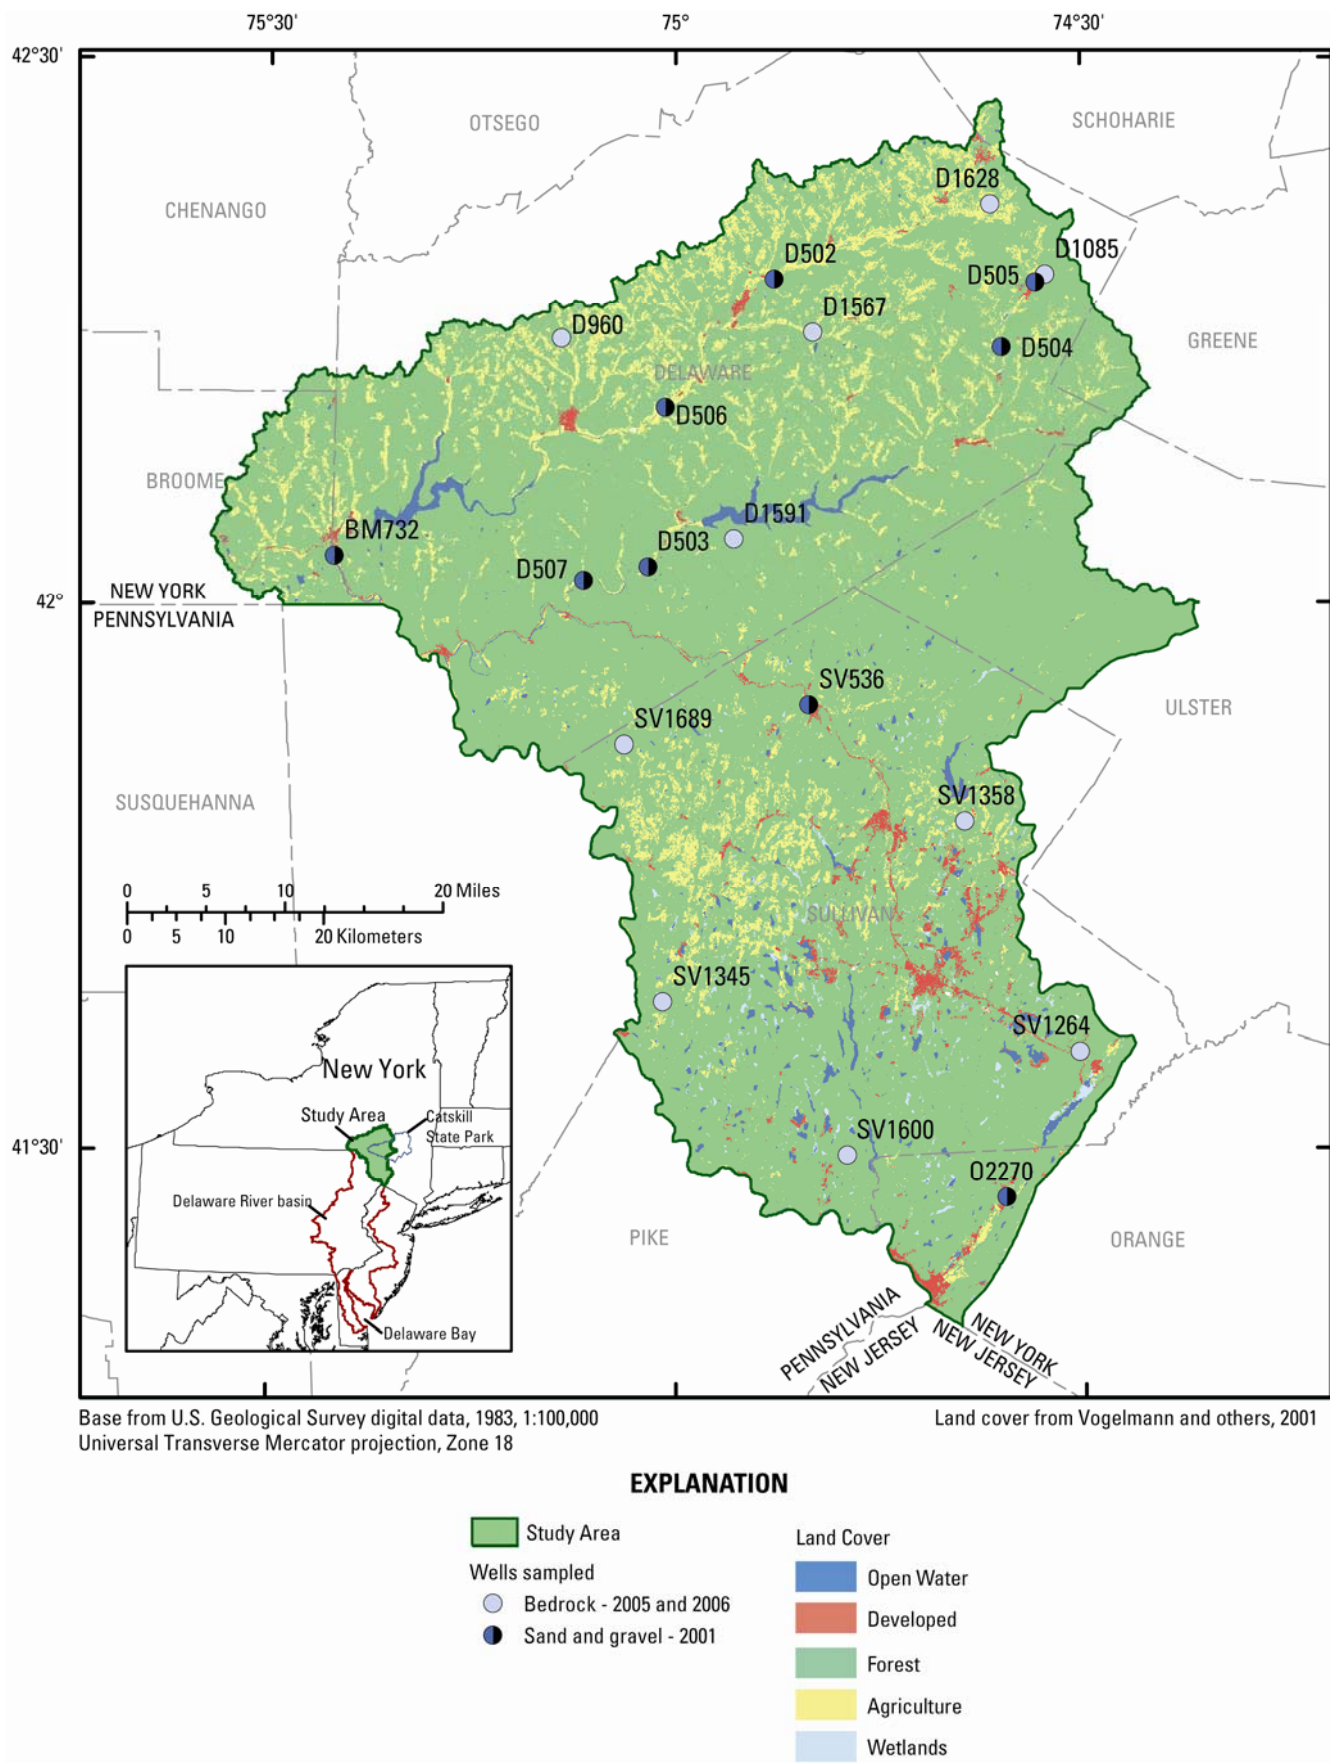 75°30'
75°
74°30'
42°30'
OTSEGO
SCHOHARIE
CHENANGO
D1628
D1085
D502
D505
D1567
D960
D504
GREENE
DELAWARE
D506
BROOME
D1591
BM732
D503
D507
42°
NEW YORK
PENNSYLVANIA
SV536
ULSTER
SV1689
SUSQUEHANNA
SV1358
0 5 10 20 Miles
0 5 10 20 Kilometers
SULLIVAN
SV1345
SV1264
New York
Study Area
Catskill
State Park
SV1600
41°30'
O2270
Delaware River basin
PIKE
ORANGE
Delaware Bay
PENNSYLVANIA
NEW JERSEY
NEW YORK
NEW JERSEY
Base from U.S. Geological Survey digital data, 1983, 1:100,000
Universal Transverse Mercator projection, Zone 18
Land cover from Vogelmann and others, 2001
EXPLANATION
Study Area
Wells sampled
Bedrock - 2005 and 2006
Sand and gravel - 2001
Land Cover
Open Water
Developed
Forest
Agriculture
Wetlands